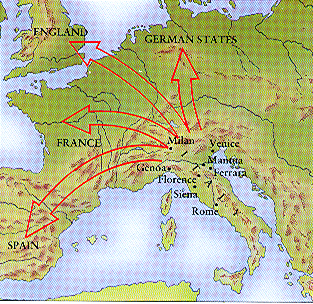 ENGLAND
GERMAN STATES
FRANCE
Milan
Venice
Genoa
Mantua
Ferrara
Florence
Siena
Rome
SPAIN